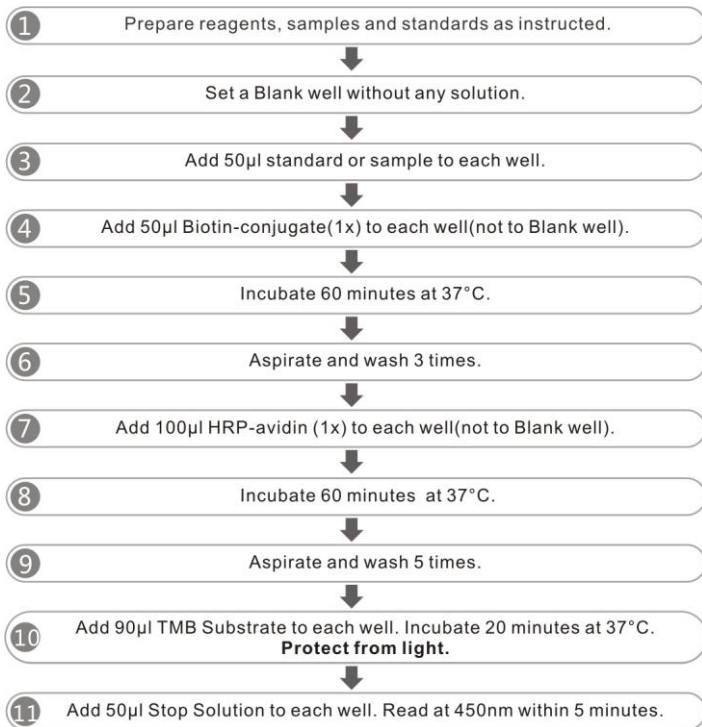 1 Prepare reagents, samples and standards as instructed.
2 Set a Blank well without any solution.
3 Add 50μl standard or sample to each well.
4 Add 50μl Biotin-conjugate(1x) to each well(not to Blank well).
5 Incubate 60 minutes at 37°C.
6 Aspirate and wash 3 times.
7 Add 100μl HRP-avidin (1x) to each well(not to Blank well).
8 Incubate 60 minutes at 37°C.
9 Aspirate and wash 5 times.
10 Add 90μl TMB Substrate to each well. Incubate 20 minutes at 37°C.
Protect from light.
11 Add 50μl Stop Solution to each well. Read at 450nm within 5 minutes.